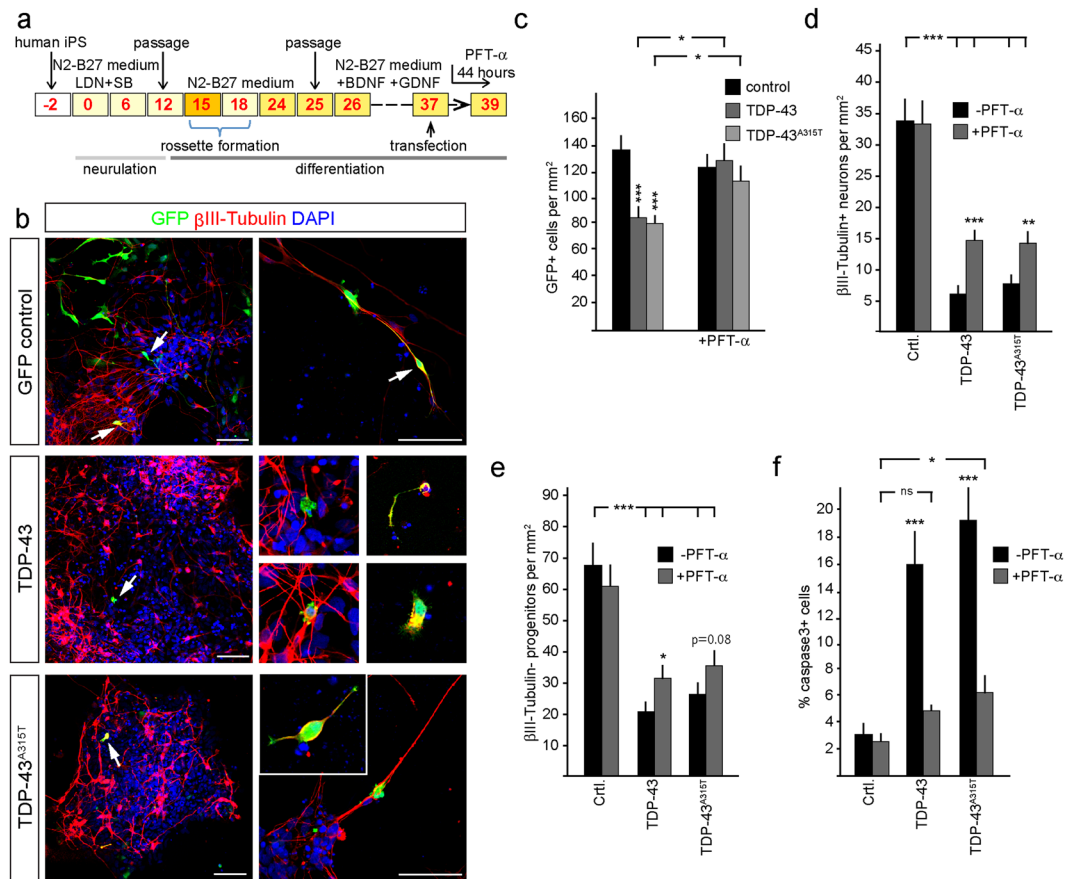 a
human iPS
passage
passage
PFT-α
N2-B27 medium
LDN+SB
N2-B27 medium
N2-B27 medium
+BDNF +GDNF
44 hours
-2 0 6 12 15 18 24 25 26 37 39
rossette formation
transfection
neurulation
differentiation
b
GFP βIII-Tubulin DAPI
GFP control
TDP-43
TDP-43A315T
c
*
*
control
TDP-43
TDP-43A315T
GFP+ cells per mm2
160
140
120
100
80
60
40
20
***
***
+PFT-α
d
***
-PFT-α
+PFT-α
βIII-Tubulin+ neurons per mm2
45
40
35
30
25
20
15
10
5
***
**
Crtl.
TDP-43
TDP-43A315T
e
***
-PFT-α
+PFT-α
βIII-Tubulin- progenitors per mm2
90
80
70
60
50
40
30
20
10
*
p=0.08
Crtl.
TDP-43
TDP-43A315T
f
*
ns
***
***
-PFT-α
+PFT-α
% caspase3+ cells
20
18
16
14
12
10
8
6
4
2
Crtl.
TDP-43
TDP-43A315T